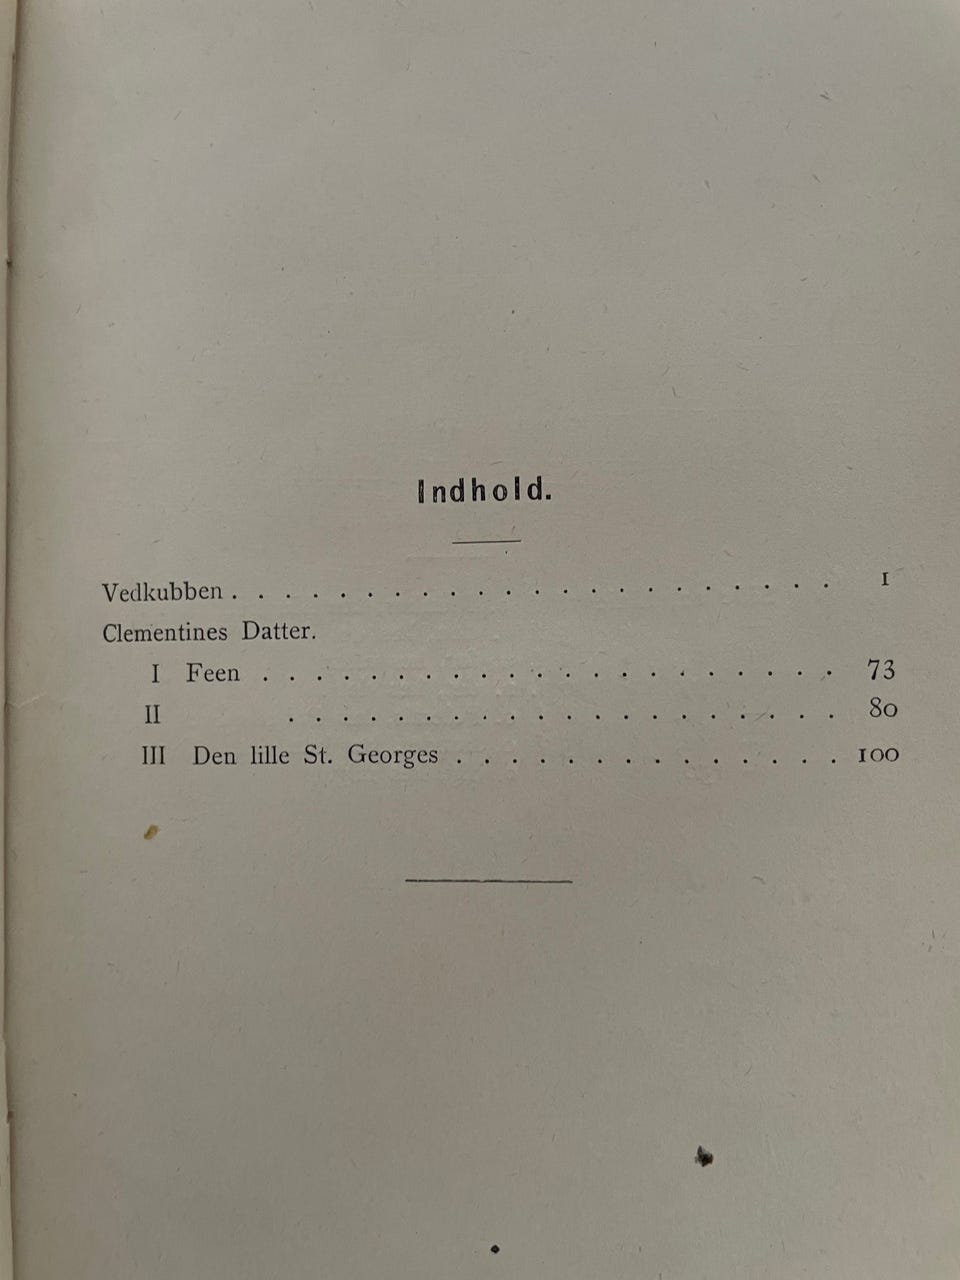 Indhold.
Vedkubben . . . . . . . . . . . . . . . . . . . . . . . 1
Clementines Datter.
I Feen . . . . . . . . . . . . . . . . . . . . . . 73
II . . . . . . . . . . . . . . . . . . . . . 80
III Den lille St. Georges . . . . . . . . . . . . . . . 100